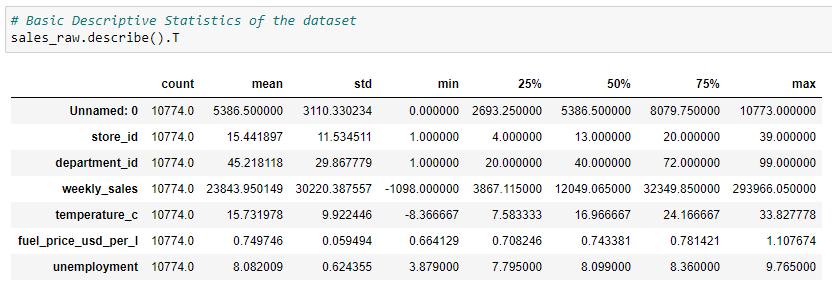 # Basic Descriptive Statistics of the dataset
sales_raw.describe().T
count mean std min 25% 50% 75% max
Unnamed: 0 10774.0 5386.500000 3110.330234 0.000000 2693.250000 5386.500000 8079.750000 10773.000000
store_id 10774.0 15.441897 11.534511 1.000000 4.000000 13.000000 20.000000 39.000000
department_id 10774.0 45.218118 29.867779 1.000000 20.000000 40.000000 72.000000 99.000000
weekly_sales 10774.0 23843.950149 30220.387557 -1098.000000 3867.115000 12049.065000 32349.850000 293966.050000
temperature_c 10774.0 15.731978 9.922446 -8.366667 7.583333 16.966667 24.166667 33.827778
fuel_price_usd_per_l 10774.0 0.749746 0.059494 0.664129 0.708246 0.743381 0.781421 1.107674
unemployment 10774.0 8.082009 0.624355 3.879000 7.795000 8.099000 8.360000 9.765000